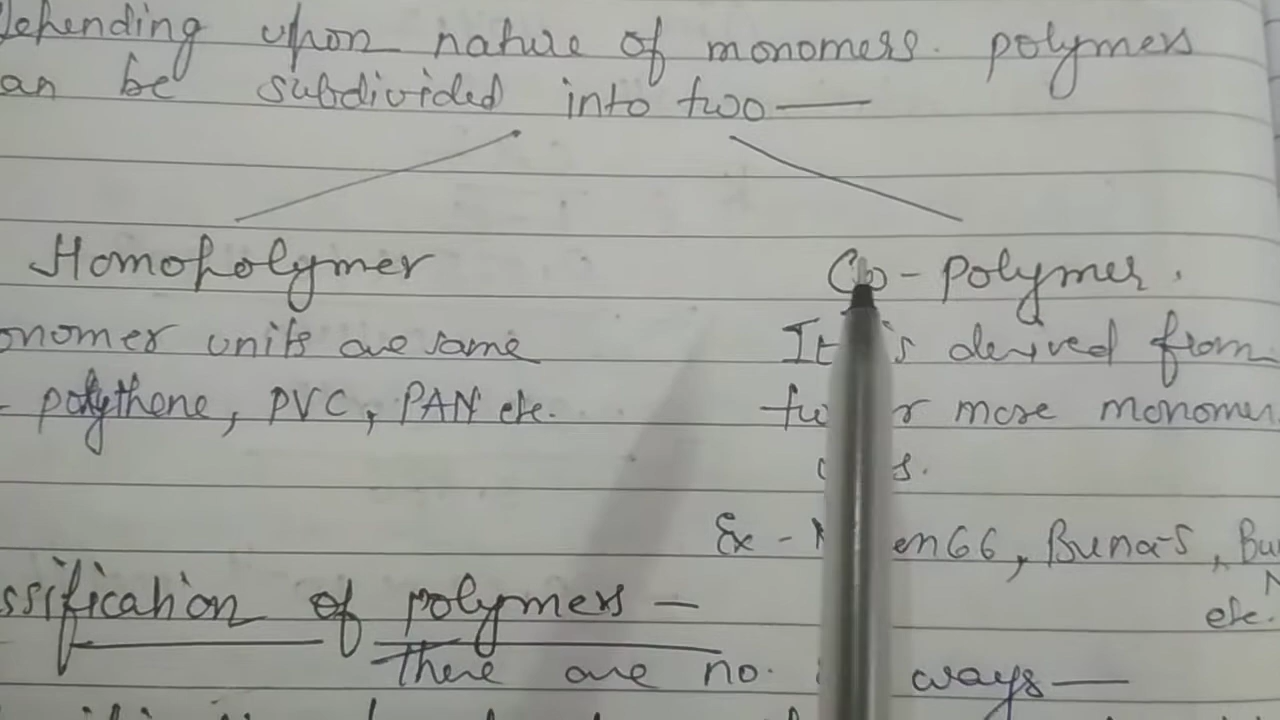 depending upon nature of monomers. polymers
an be subdivided into two —
Homopolymer
Co-polymer.
onomer units are same
It is derived from
- polythene, PVC, PAN etc.
more monomer
Ex - en66, Buna-S, Bu
N
etc.
ssification of polymers —
There are no. ways —